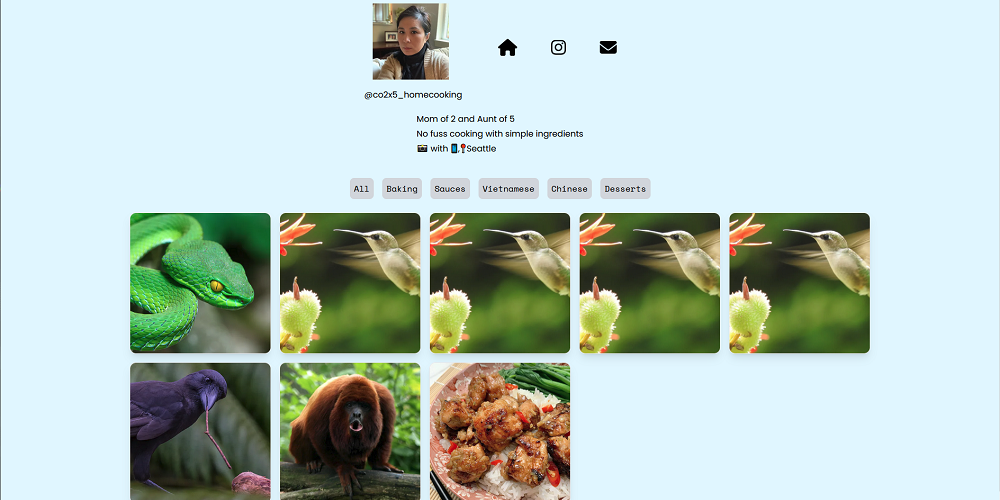 @co2x5_homecooking
Mom of 2 and Aunt of 5
No fuss cooking with simple ingredients
📷 with 📱,📍Seattle
All Baking Sauces Vietnamese Chinese Desserts